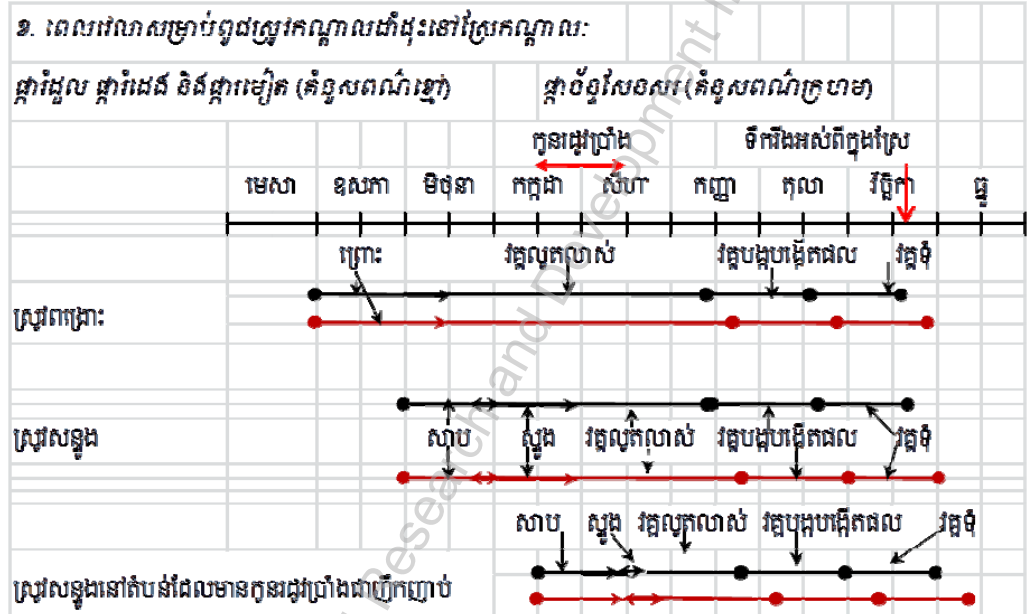 ខ. ពេលវេលាសម្រាប់ពូជស្រូវកណ្តាលដាំដុះនៅស្រែកណ្តាល:
ផ្ការំដួល ផ្ការំដេង និងផ្ការមៀត (គំនូសពណ៌ខ្មៅ) ផ្កាច័ន្ទសែនសរ (គំនូសពណ៌ក្រហម)
កូនរដូវប្រាំង ទឹករីងអស់ពីក្នុងស្រែ
មេសា ឧសភា មិថុនា កក្កដា សីហា កញ្ញា តុលា វិច្ឆិកា ធ្នូ
ព្រោះ វគ្គលូតលាស់ វគ្គបង្កបង្កើតផល វគ្គទុំ
ស្រូវពង្រោះ
ស្រូវសន្ទូង សាប ស្ទូង វគ្គលូតលាស់ វគ្គបង្កបង្កើតផល វគ្គទុំ
សាប ស្ទូង វគ្គលូតលាស់ វគ្គបង្កបង្កើតផល វគ្គទុំ
ស្រូវសន្ទូងនៅតំបន់ដែលមានកូនរដូវប្រាំងជាញឹកញាប់
Research and Development